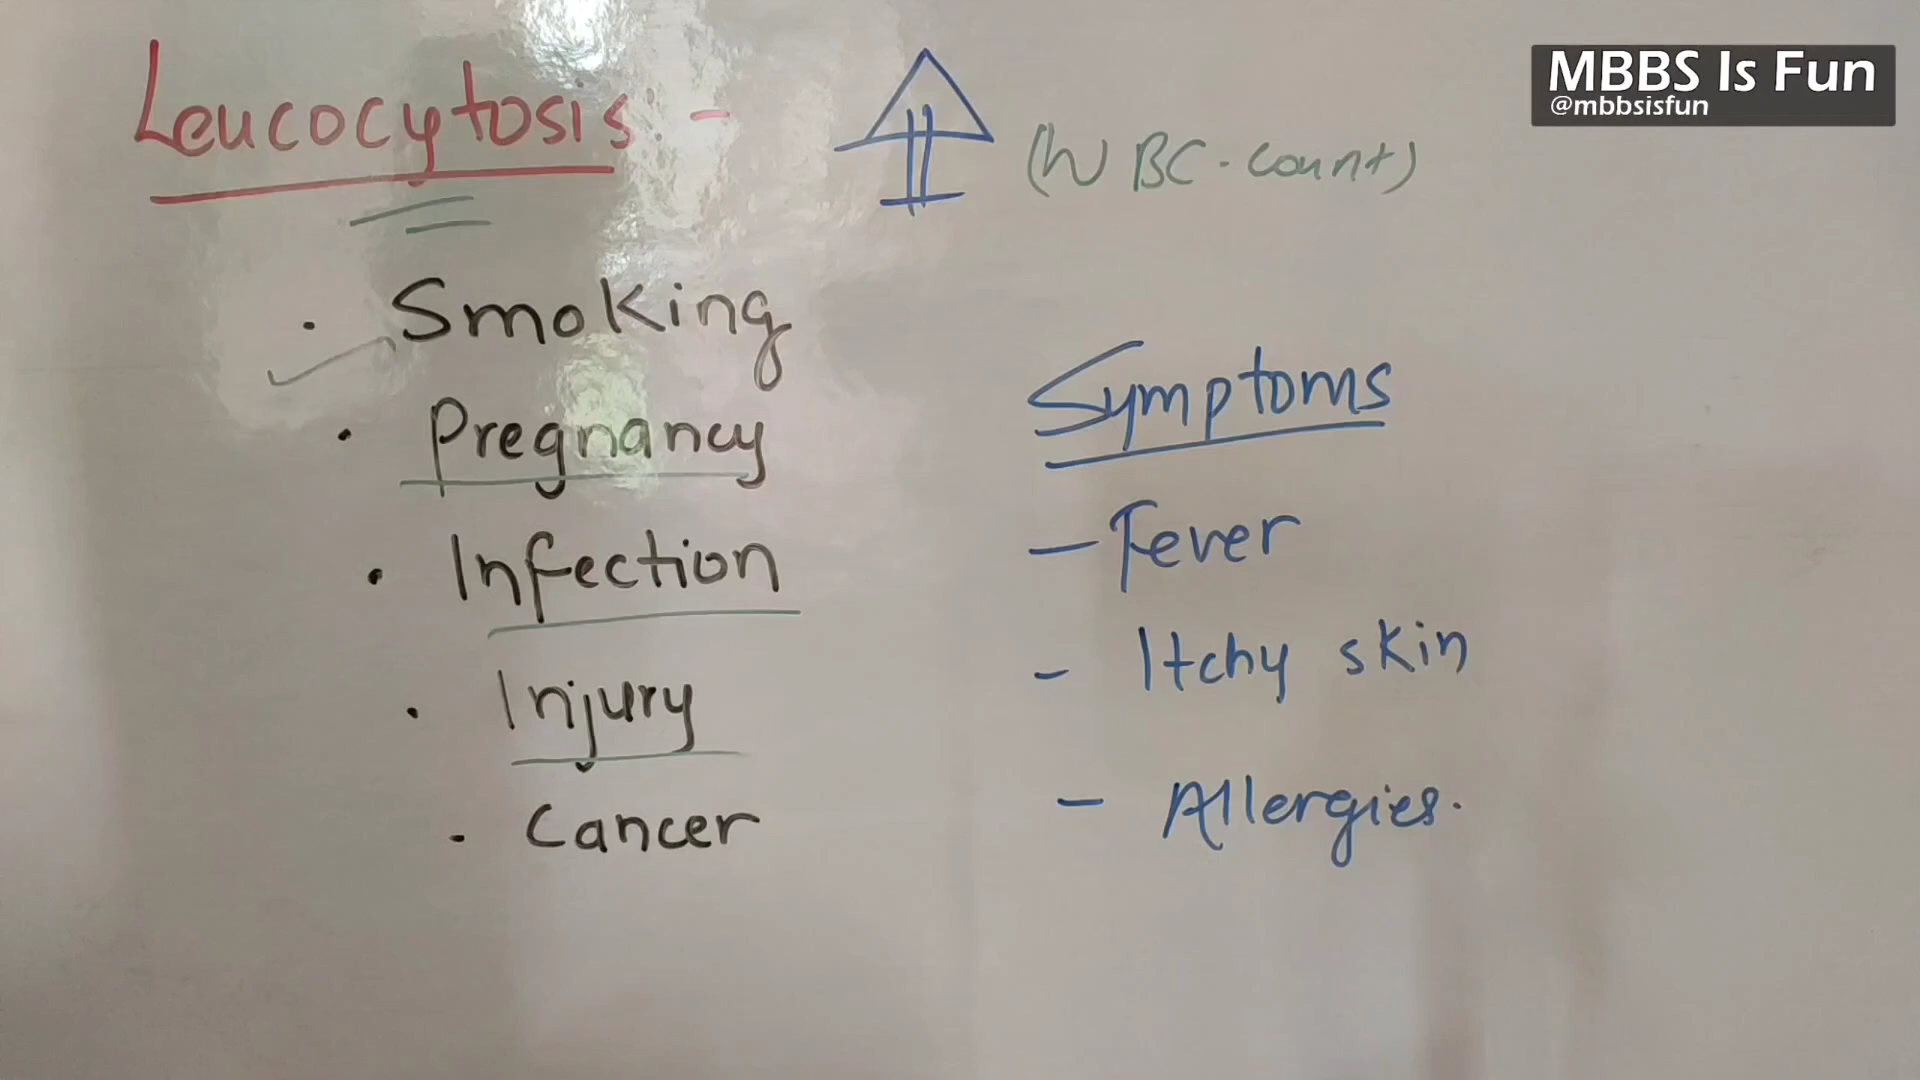 Leucocytosis:- (WBC-count)
MBBS Is Fun
@mbbsisfun
· Smoking
· Pregnancy
· Infection
· Injury
· Cancer
Symptoms
- Fever
- Itchy skin
- Allergies.